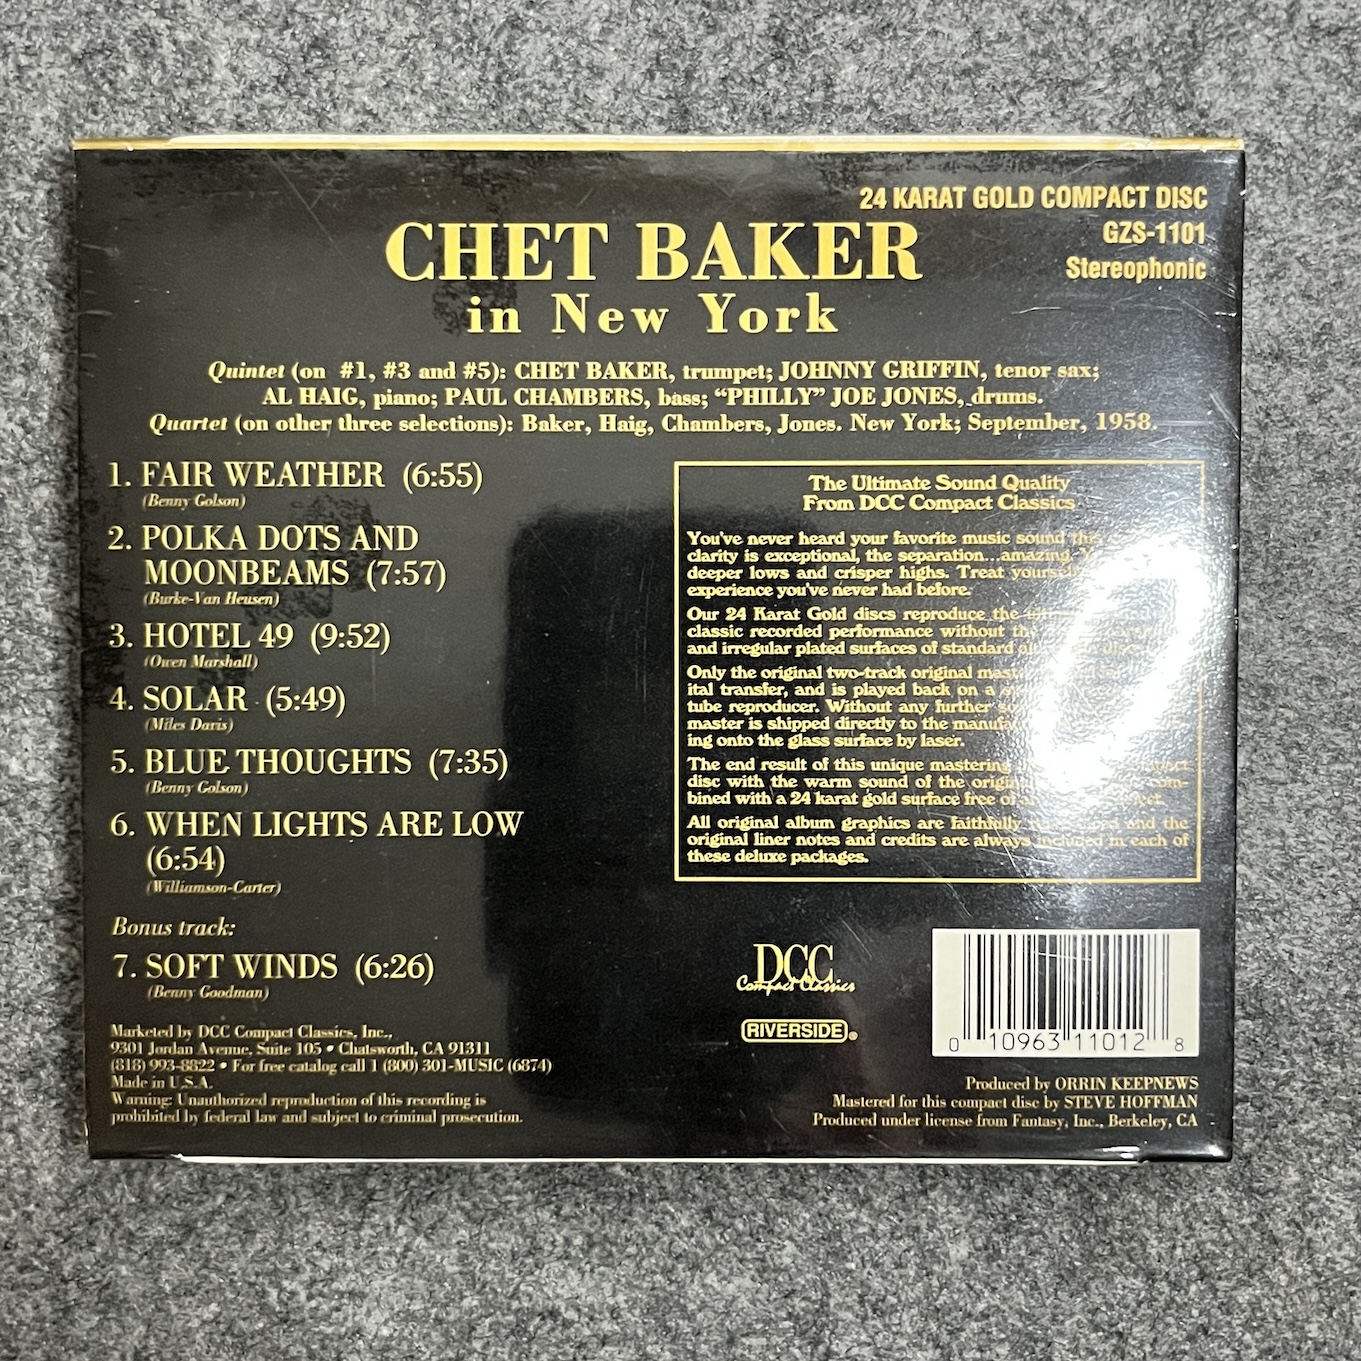 24 KARAT GOLD COMPACT DISC
GZS-1101
Stereophonic
CHET BAKER
in New York
Quintet (on #1, #3 and #5): CHET BAKER, trumpet; JOHNNY GRIFFIN, tenor sax;
AL HAIG, piano; PAUL CHAMBERS, bass; "PHILLY" JOE JONES, drums.
Quartet (on other three selections): Baker, Haig, Chambers, Jones. New York; September, 1958.
1. FAIR WEATHER (6:55)
(Benny Golson)
2. POLKA DOTS AND
MOONBEAMS (7:57)
(Burke-Van Heusen)
3. HOTEL 49 (9:52)
(Owen Marshall)
4. SOLAR (5:49)
(Miles Davis)
5. BLUE THOUGHTS (7:35)
(Benny Golson)
6. WHEN LIGHTS ARE LOW
(6:54)
(Williamson-Carter)
Bonus track:
7. SOFT WINDS (6:26)
(Benny Goodman)
Marketed by DCC Compact Classics, Inc.,
9301 Jordan Avenue, Suite 105 • Chatsworth, CA 91311
(818) 993-8822 • For free catalog call 1 (800) 301-MUSIC (6874)
Made in U.S.A.
Warning: Unauthorized reproduction of this recording is
prohibited by federal law and subject to criminal prosecution.
The Ultimate Sound Quality
From DCC Compact Classics
You've never heard your favorite music sound this
clarity is exceptional, the separation...amazing.
deeper lows and crisper highs. Treat
experience you've never had before.
Our 24 Karat Gold discs reproduce the
classic recorded performance without
and irregular plated surfaces of standard
Only the original two-track original
ital transfer, and is played back on a
tube reproducer. Without any further
master is shipped directly to the
ing onto the glass surface by laser.
The end result of this unique mastering
disc with the warm sound of the com-
bined with a 24 karat gold surface free of
All original album graphics are faithfully and the
original liner notes and credits are always included in each of
these deluxe packages.
DCC
Compact Classics
RIVERSIDE®
0 10963 11012 8
Produced by ORRIN KEEPNEWS
Mastered for this compact disc by STEVE HOFFMAN
Produced under license from Fantasy, Inc., Berkeley, CA